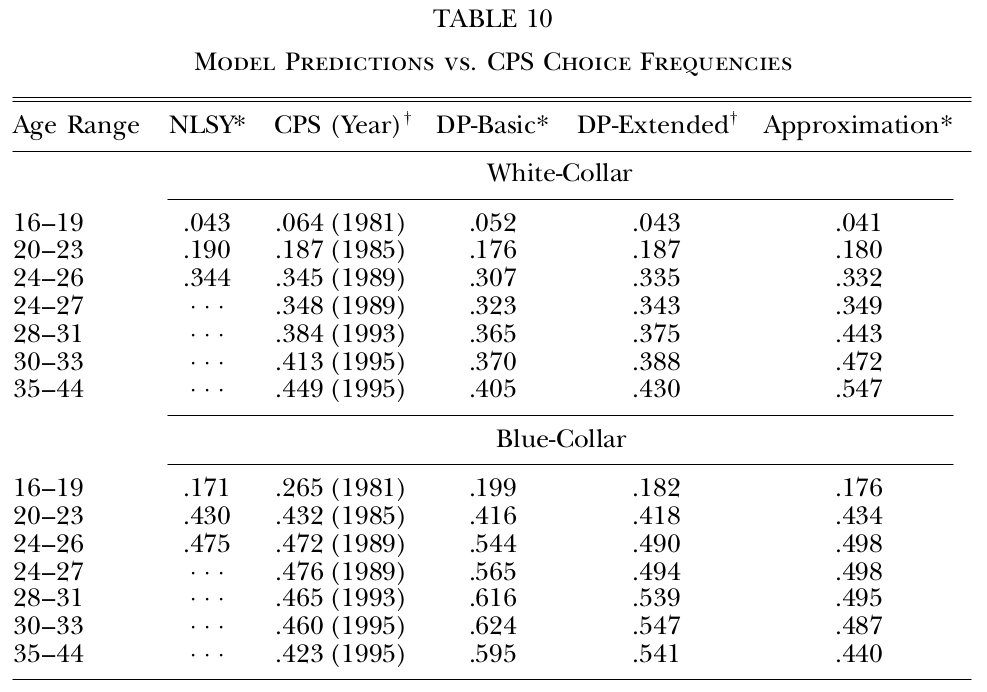 TABLE 10
Model Predictions vs. CPS Choice Frequencies
Age Range NLSY* CPS (Year)† DP-Basic* DP-Extended† Approximation*
White-Collar
16–19 .043 .064 (1981) .052 .043 .041
20–23 .190 .187 (1985) .176 .187 .180
24–26 .344 .345 (1989) .307 .335 .332
24–27 · · · .348 (1989) .323 .343 .349
28–31 · · · .384 (1993) .365 .375 .443
30–33 · · · .413 (1995) .370 .388 .472
35–44 · · · .449 (1995) .405 .430 .547
Blue-Collar
16–19 .171 .265 (1981) .199 .182 .176
20–23 .430 .432 (1985) .416 .418 .434
24–26 .475 .472 (1989) .544 .490 .498
24–27 · · · .476 (1989) .565 .494 .498
28–31 · · · .465 (1993) .616 .539 .495
30–33 · · · .460 (1995) .624 .547 .487
35–44 · · · .423 (1995) .595 .541 .440